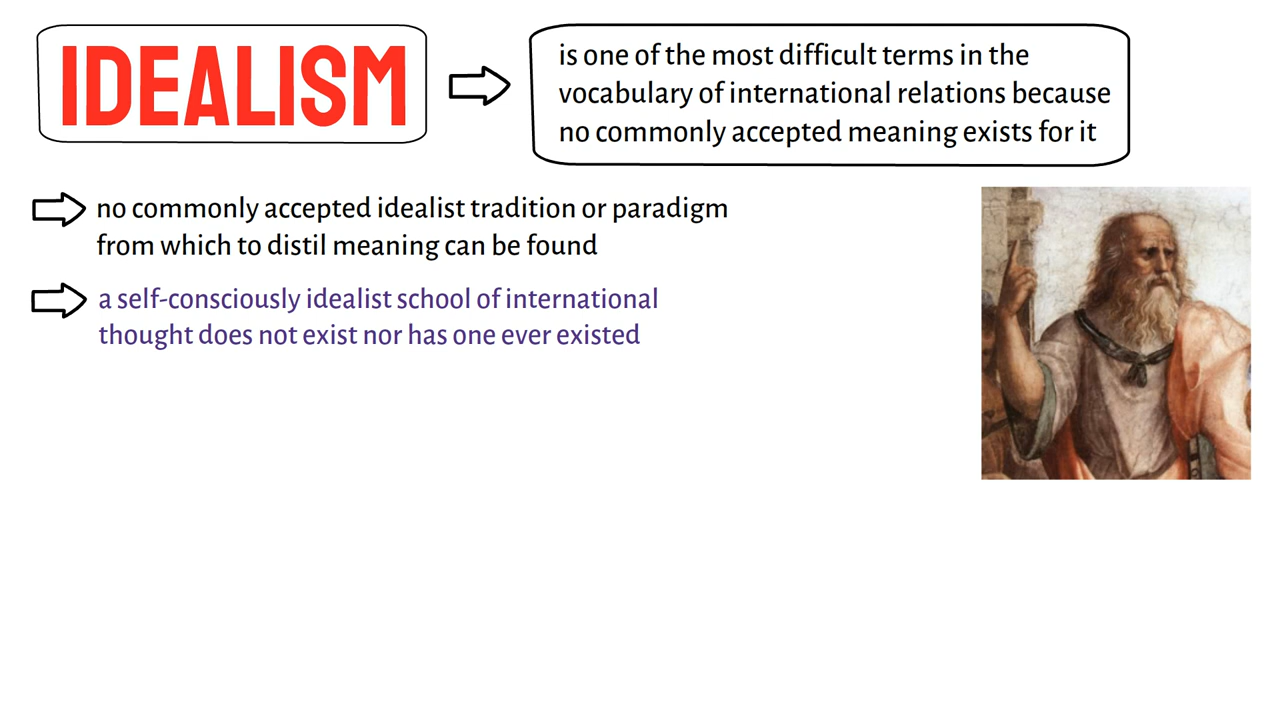 IDEALISM
is one of the most difficult terms in the
vocabulary of international relations because
no commonly accepted meaning exists for it
no commonly accepted idealist tradition or paradigm
from which to distil meaning can be found
a self-consciously idealist school of international
thought does not exist nor has one ever existed